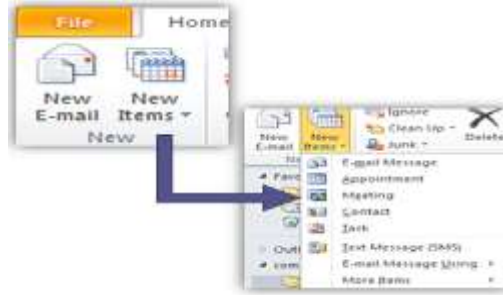 File Home
New E-mail
New Items
New
New E-mail
New Items
Ignore
Clean Up
Junk
Delete
E-mail Message
Appointment
Meeting
Contact
Task
Text Message (SMS)
E-mail Message Using
More Items